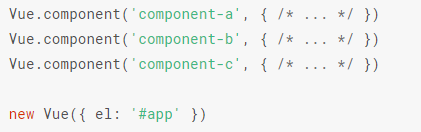 Vue.component('component-a', { /* ... */ })
Vue.component('component-b', { /* ... */ })
Vue.component('component-c', { /* ... */ })
new Vue({ el: '#app' })